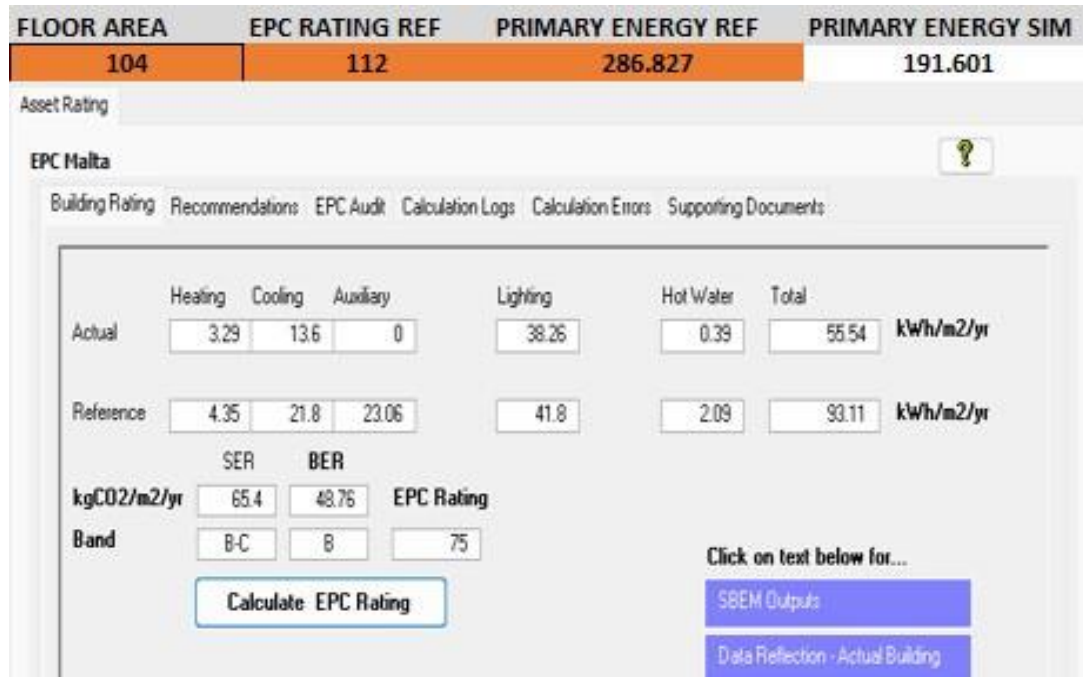 FLOOR AREA EPC RATING REF PRIMARY ENERGY REF PRIMARY ENERGY SIM
104 112 286.827 191.601
Asset Rating
EPC Malta
?
Building Rating Recommendations EPC Audit Calculation Logs Calculation Errors Supporting Documents
Heating Cooling Auxiliary Lighting Hot Water Total
Actual 3.29 13.6 0 38.26 0.39 55.54 kWh/m2/yr
Reference 4.35 21.8 23.06 41.8 2.09 93.11 kWh/m2/yr
SER BER
kgCO2/m2/yr 65.4 48.76 EPC Rating
Band B-C B 75
Click on text below for...
Calculate EPC Rating SBEM Outputs
Data Reflection - Actual Building